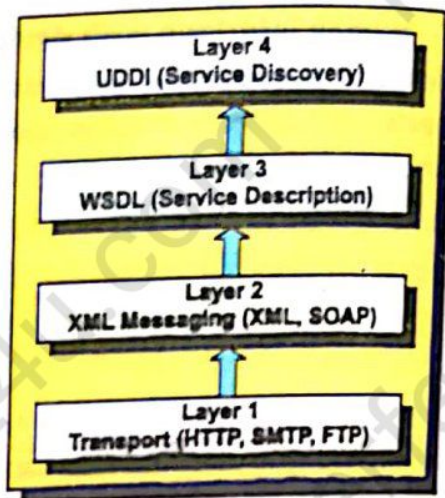 Layer 4
UDDI (Service Discovery)
Layer 3
WSDL (Service Description)
Layer 2
XML Messaging (XML, SOAP)
Layer 1
Transport (HTTP, SMTP, FTP)